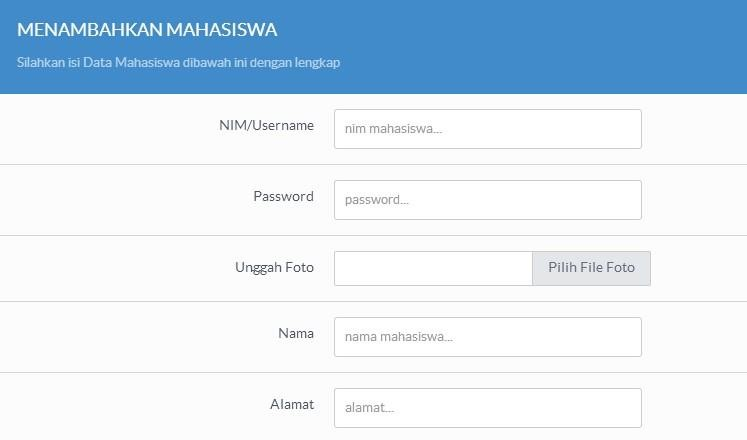 MENAMBAHKAN MAHASISWA
Silahkan isi Data Mahasiswa dibawah ini dengan lengkap
NIM/Username nim mahasiswa...
Password password...
Unggah Foto Pilih File Foto
Nama nama mahasiswa...
Alamat alamat...